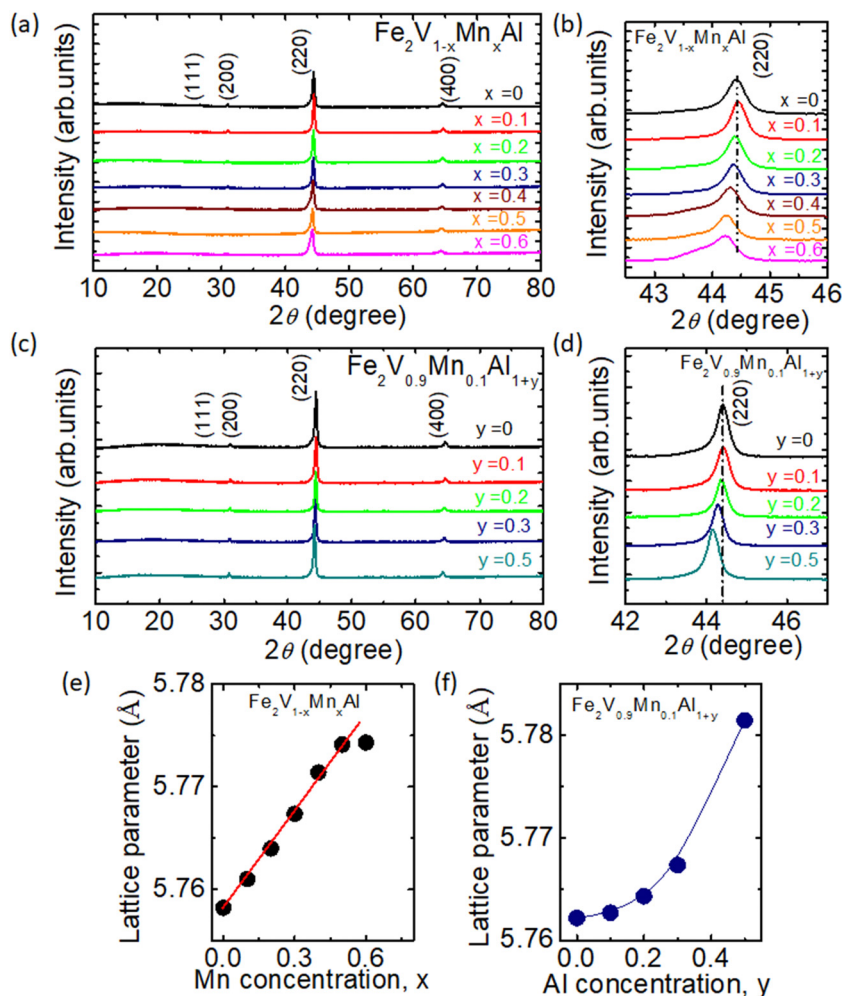 (a)
Fe₂V₁₋ₓMnₓAl
(111)
(200)
(220)
(400)
x =0
x =0.1
x =0.2
x =0.3
x =0.4
x =0.5
x =0.6
Intensity (arb.units)
10 20 30 40 50 60 70 80
2θ (degree)
(b)
Fe₂V₁₋ₓMnₓAl
(220)
x =0
x =0.1
x =0.2
x =0.3
x =0.4
x =0.5
x =0.6
Intensity (arb.units)
43 44 45 46
2θ (degree)
(c)
Fe₂V₀.₉Mn₀.₁Al₁₊y
(111)
(200)
(220)
(400)
y =0
y =0.1
y =0.2
y =0.3
y =0.5
Intensity (arb.units)
10 20 30 40 50 60 70 80
2θ (degree)
(d)
Fe₂V₀.₉Mn₀.₁Al₁₊y
(220)
y =0
y =0.1
y =0.2
y =0.3
y =0.5
Intensity (arb.units)
42 44 46
2θ (degree)
(e)
Fe₂V₁₋ₓMnₓAl
5.78
5.77
5.76
Lattice parameter (Å)
0.0 0.3 0.6
Mn concentration, x
(f)
Fe₂V₀.₉Mn₀.₁Al₁₊y
5.78
5.77
5.76
Lattice parameter (Å)
0.0 0.2 0.4
Al concentration, y